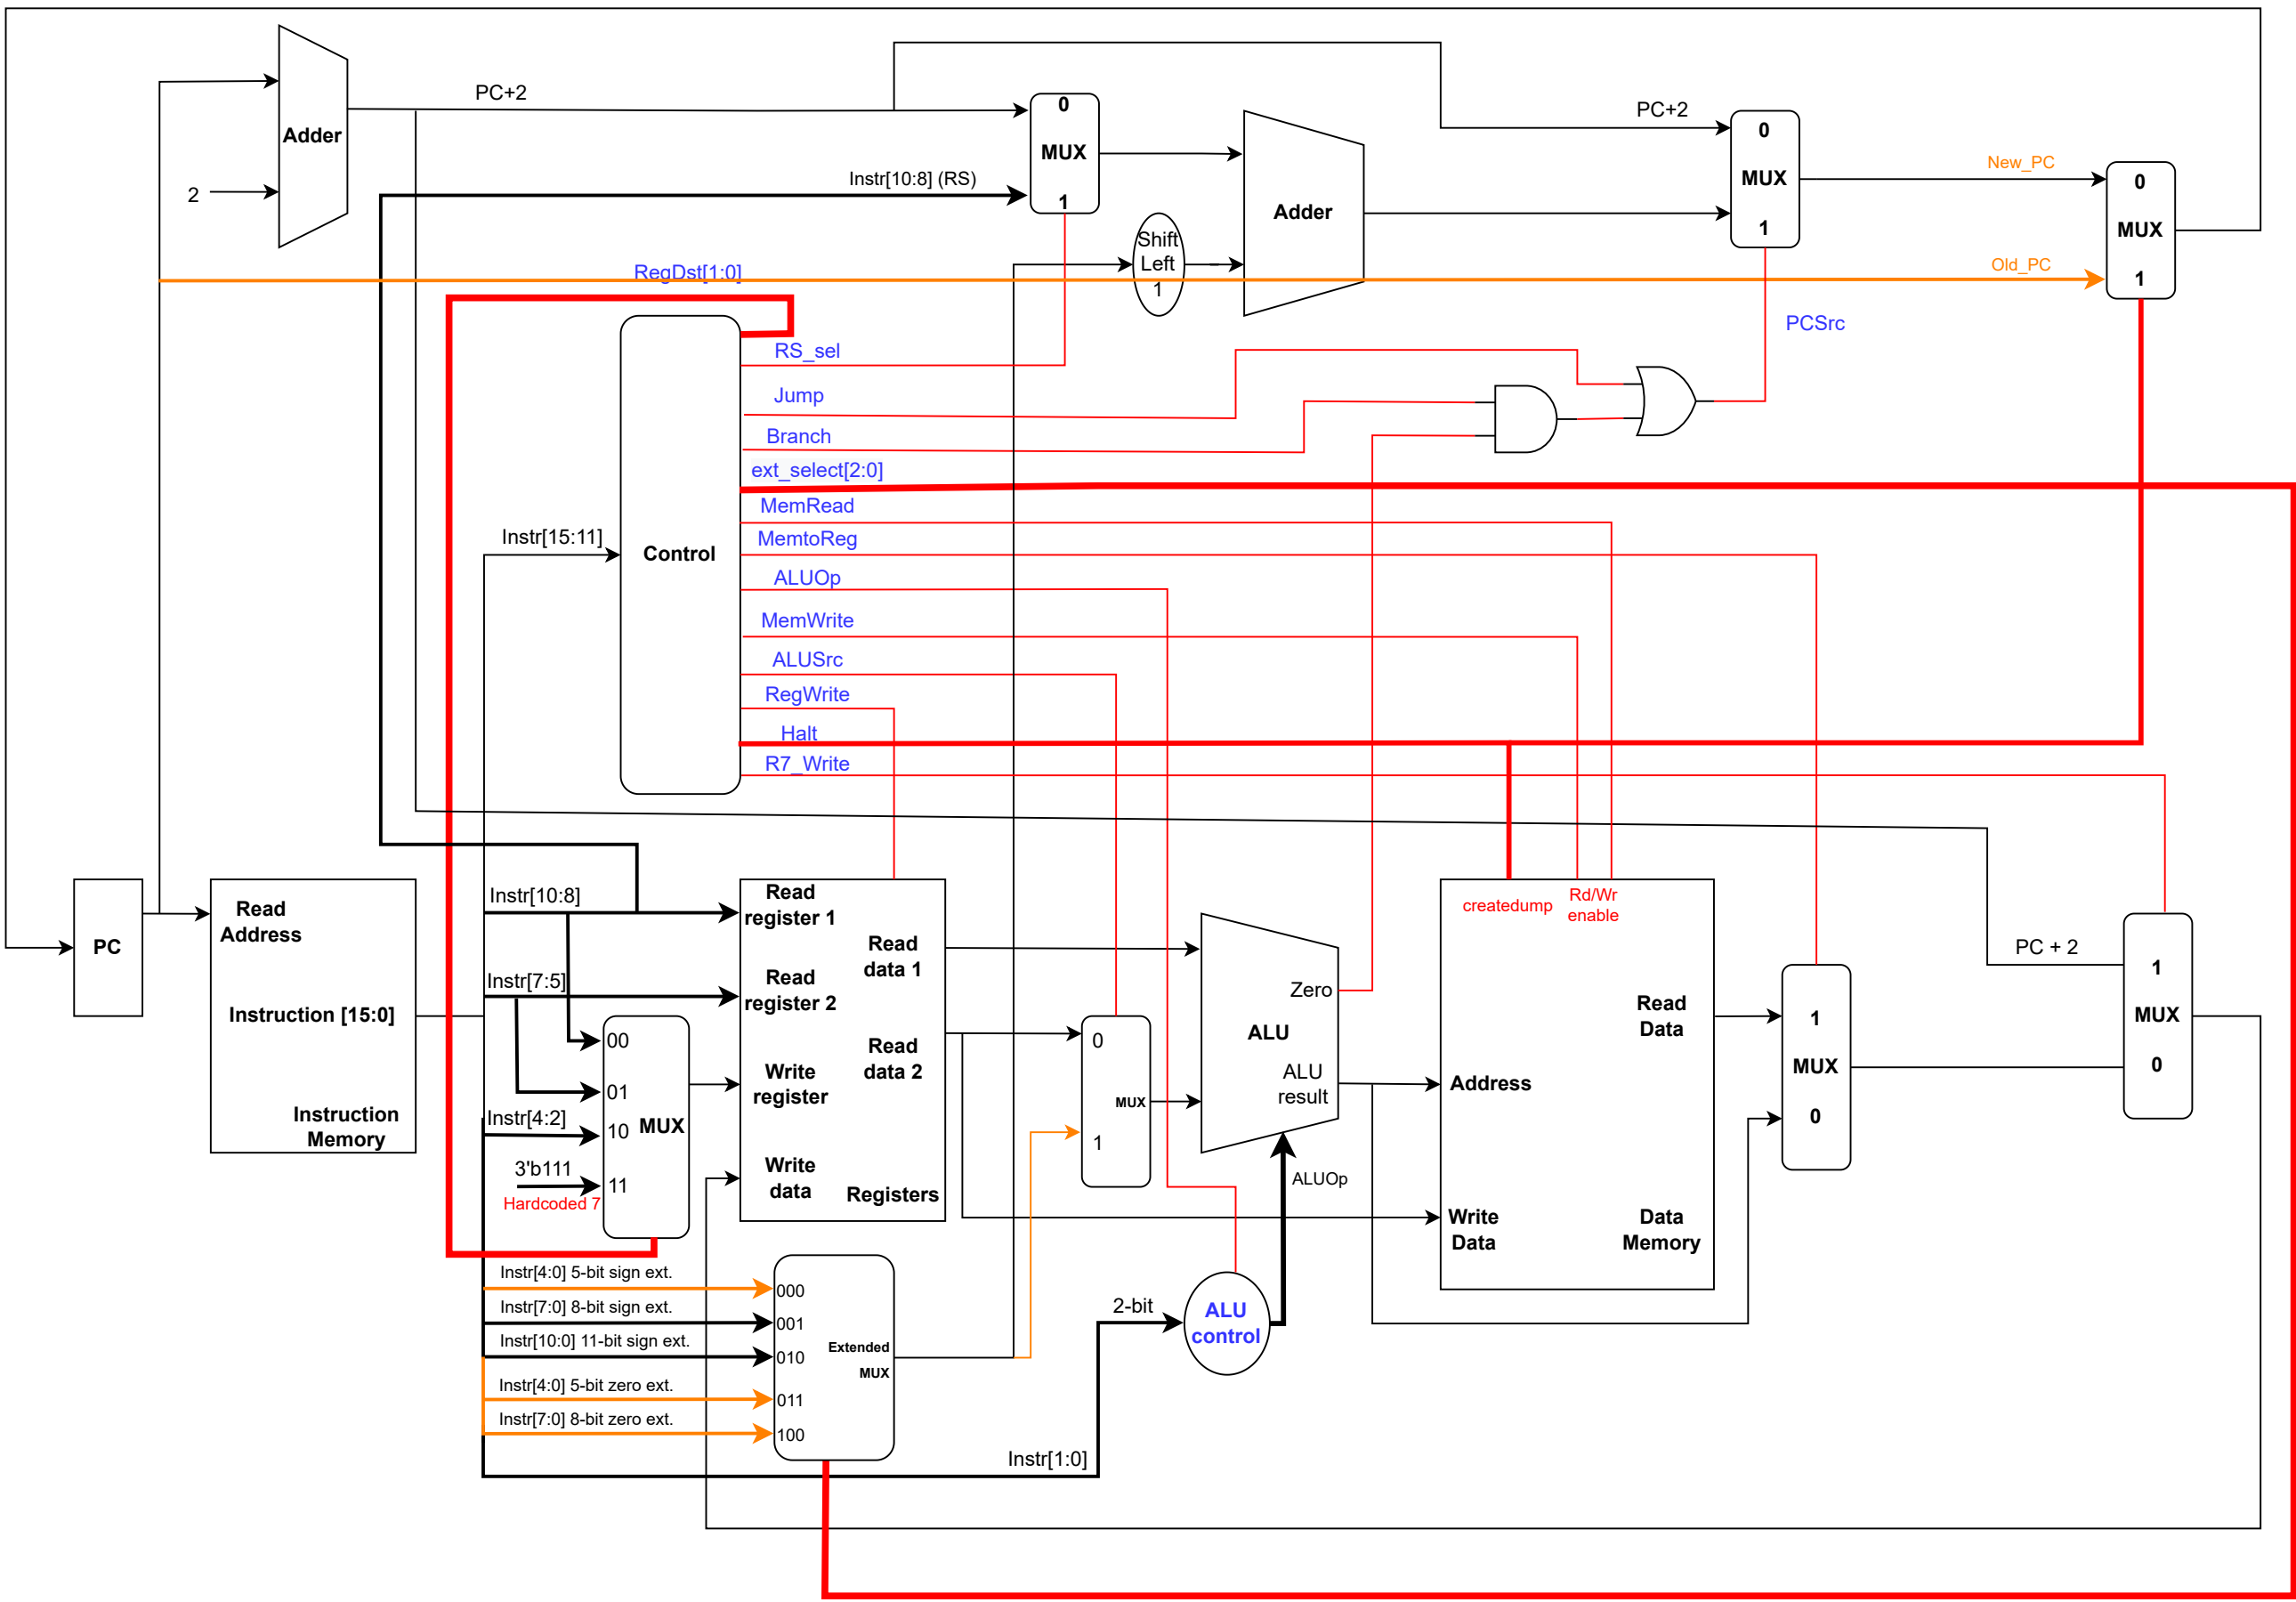 PC+2
Adder
2
0
MUX
1
Instr[10:8] (RS)
Shift
Left
1
Adder
PC+2
0
MUX
1
New_PC
Old_PC
0
MUX
1
PCSrc
RegDst[1:0]
RS_sel
Jump
Branch
ext_select[2:0]
MemRead
MemtoReg
ALUOp
MemWrite
ALUSrc
RegWrite
Halt
R7_Write
Instr[15:11]
Control
PC
Read
Address
Instruction [15:0]
Instruction
Memory
Instr[10:8]
Instr[7:5]
Instr[4:2]
3'b111
Hardcoded 7
00
01
10
11
MUX
Read
register 1
Read
register 2
Write
register
Write
data
Read
data 1
Read
data 2
Registers
0
MUX
1
Zero
ALU
ALU
result
ALUOp
createdump
Rd/Wr
enable
Read
Data
Address
Write
Data
Data
Memory
1
MUX
0
PC + 2
1
MUX
0
Instr[4:0] 5-bit sign ext.
Instr[7:0] 8-bit sign ext.
Instr[10:0] 11-bit sign ext.
Instr[4:0] 5-bit zero ext.
Instr[7:0] 8-bit zero ext.
000
001
010
011
100
Extended
MUX
2-bit
ALU
control
Instr[1:0]